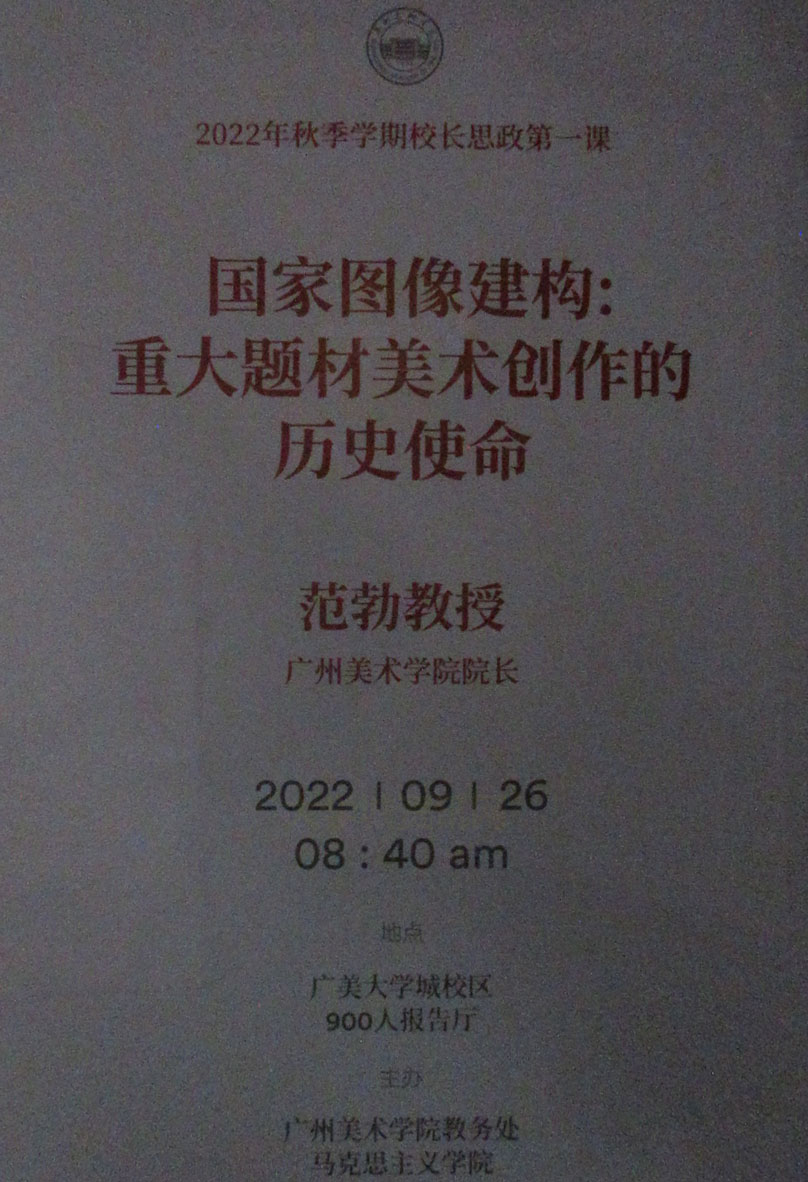 2022年秋季学期校长思政第一课
国家图像建构:
重大题材美术创作的
历史使命
范勃教授
广州美术学院院长
2022 | 09 | 26
08 : 40 am
地点
广美大学城校区
900人报告厅
主办
广州美术学院教务处
马克思主义学院